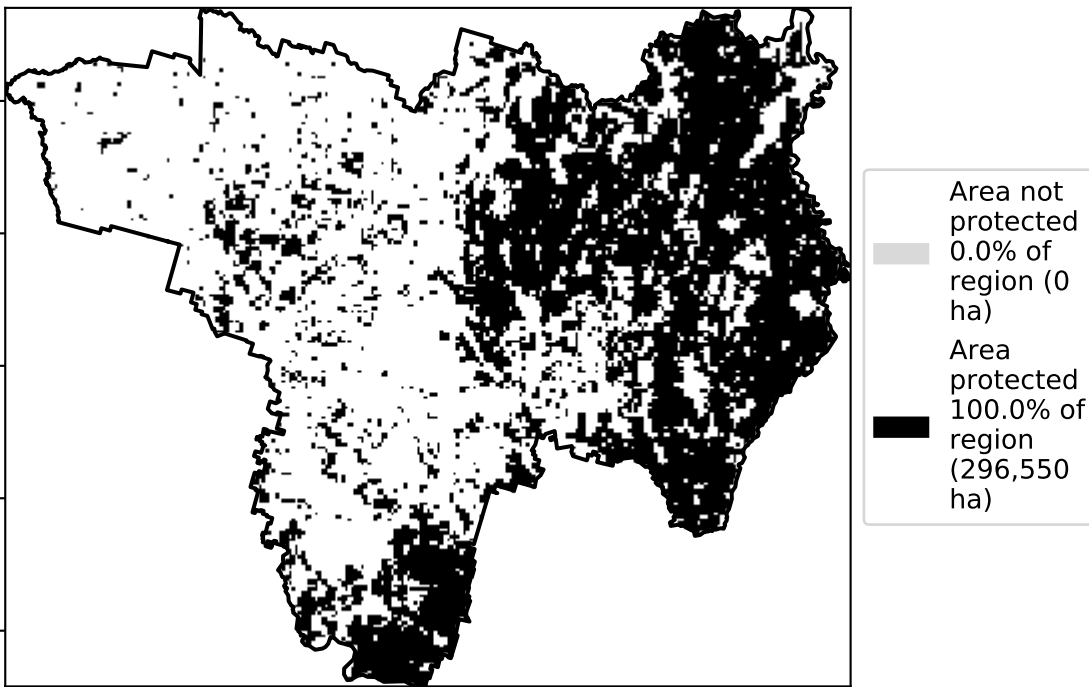 Area not
protected
0.0% of
region (0
ha)
Area
protected
100.0% of
region
(296,550
ha)